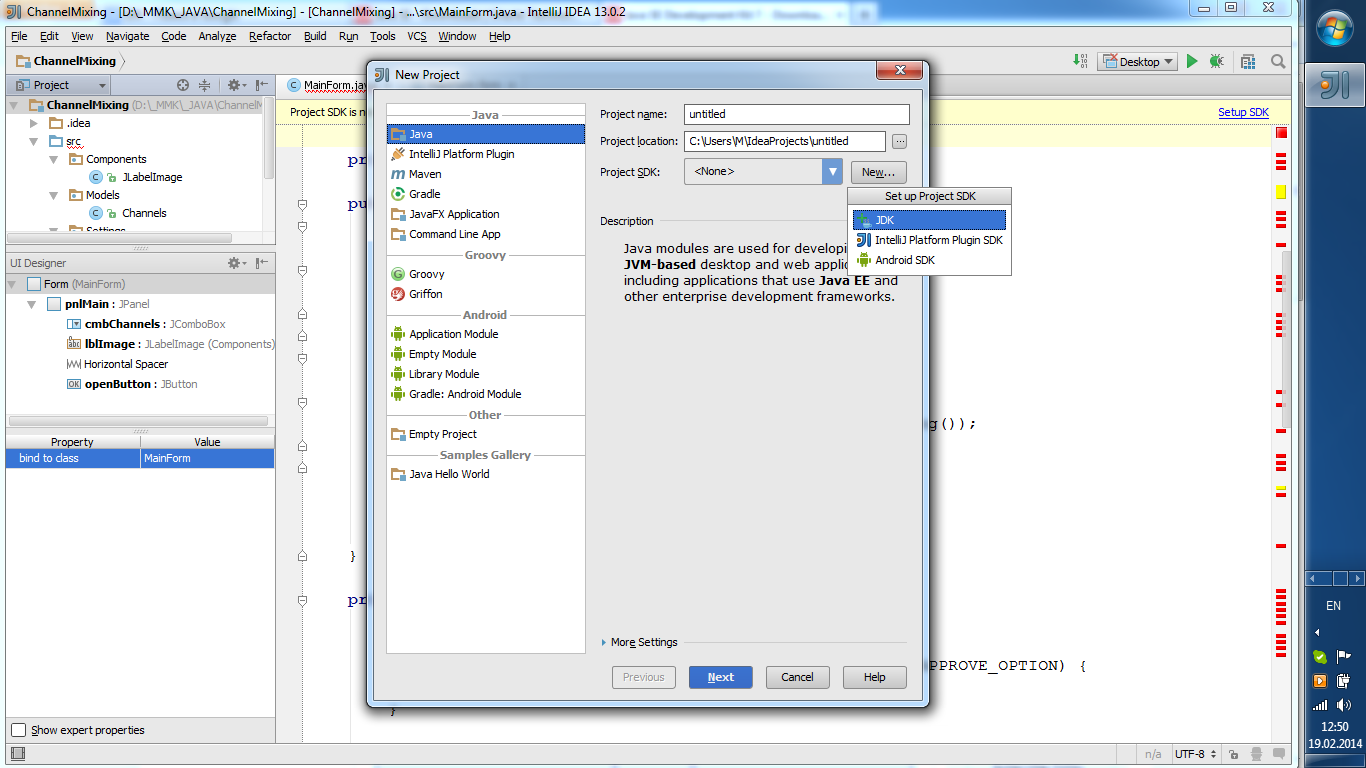 ChannelMixing - [D:\_MMK\_JAVA\ChannelMixing] - [ChannelMixing] - ...\src\MainForm.java - IntelliJ IDEA 13.0.2
File Edit View Navigate Code Analyze Refactor Build Run Tools VCS Window Help
ChannelMixing
Desktop
Project
MainForm.jav
ChannelMixing (D:\_MMK\_JAVA\ChannelM
.idea
src
Components
JLabelImage
Models
Channels
Settings
Project SDK is n
Setup SDK
UI Designer
Form (MainForm)
pnlMain : JPanel
cmbChannels : JComboBox
lblImage : JLabelImage (Components)
Horizontal Spacer
openButton : JButton
Property Value
bind to class MainForm
Show expert properties
pr
pu
g());
}
pr
PPROVE_OPTION) {
}
New Project
Java
Java
IntelliJ Platform Plugin
Maven
Gradle
JavaFX Application
Command Line App
Groovy
Groovy
Griffon
Android
Application Module
Empty Module
Library Module
Gradle: Android Module
Other
Empty Project
Samples Gallery
Java Hello World
Project name: untitled
Project location: C:\Users\M\IdeaProjects\untitled ...
Project SDK: <None> New...
Set up Project SDK
JDK
IntelliJ Platform Plugin SDK
Android SDK
Description
Java modules are used for developi
JVM-based desktop and web applic
including applications that use Java EE and
other enterprise development frameworks.
More Settings
Previous Next Cancel Help
n/a UTF-8
EN
12:50
19.02.2014